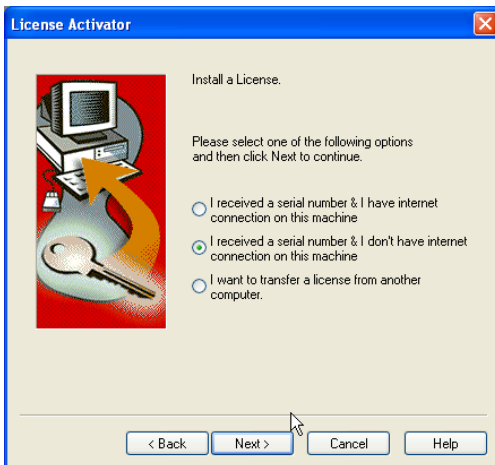 License Activator
Install a License.
Please select one of the following options
and then click Next to continue.
I received a serial number & I have internet
connection on this machine
I received a serial number & I don't have internet
connection on this machine
I want to transfer a license from another
computer.
< Back
Next >
Cancel
Help